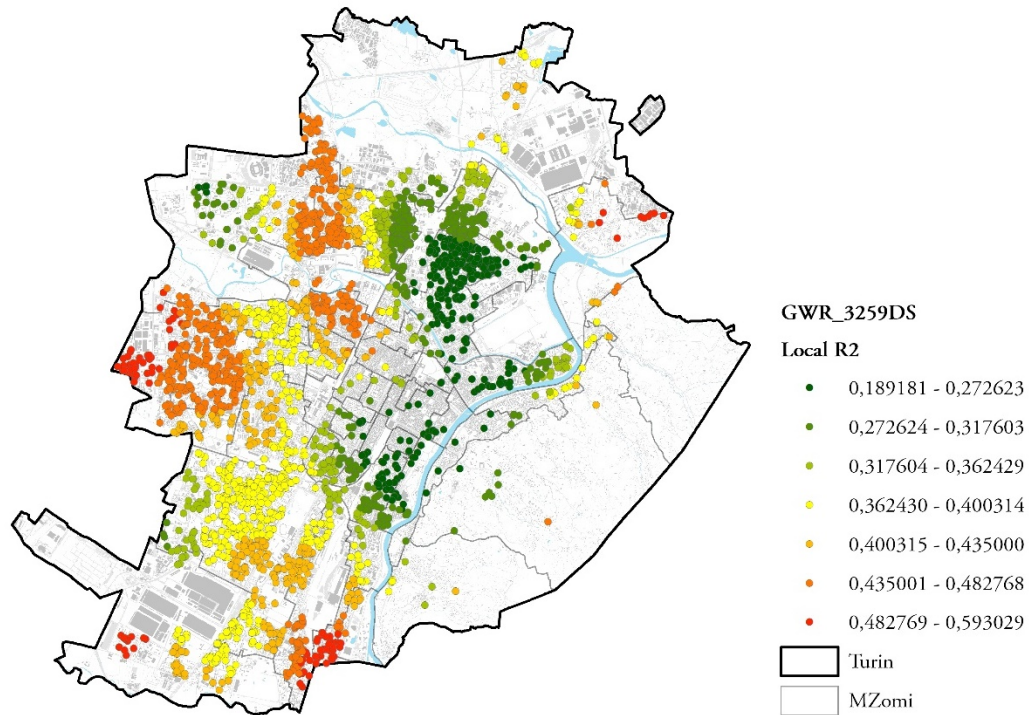 GWR_3259DS
Local R2
0,189181 - 0,272623
0,272624 - 0,317603
0,317604 - 0,362429
0,362430 - 0,400314
0,400315 - 0,435000
0,435001 - 0,482768
0,482769 - 0,593029
Turin
MZomi